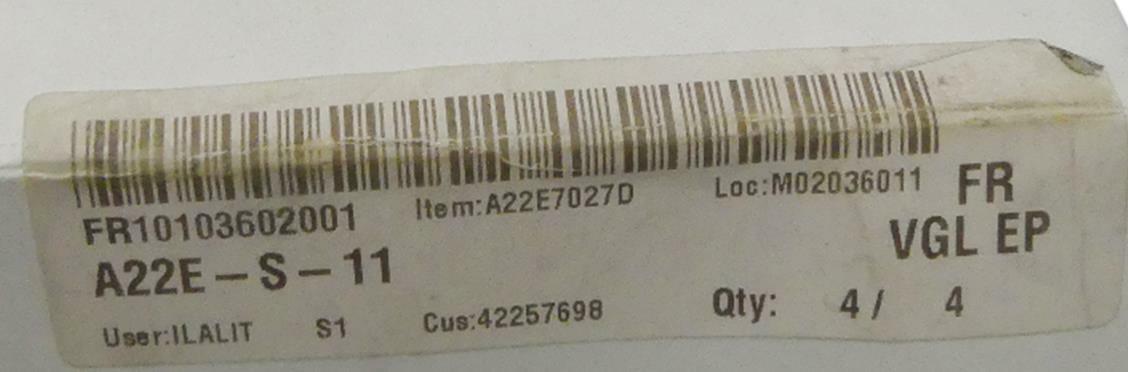 FR10103602001 Item:A22E7027D Loc:M02036011 FR
A22E-S-11 VGL EP
User:ILALIT S1 Cus:42257698 Qty: 4/ 4